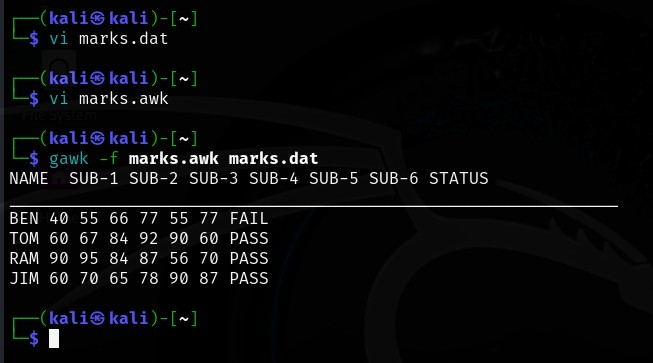 ┌──(kali㉿kali)-[~]
└─$ vi marks.dat
┌──(kali㉿kali)-[~]
└─$ vi marks.awk
File System
┌──(kali㉿kali)-[~]
└─$ gawk -f marks.awk marks.dat
NAME  SUB-1 SUB-2 SUB-3 SUB-4 SUB-5 SUB-6 STATUS
BEN 40 55 66 77 55 77 FAIL
TOM 60 67 84 92 90 60 PASS
RAM 90 95 84 87 56 70 PASS
JIM 60 70 65 78 90 87 PASS
┌──(kali㉿kali)-[~]
└─$